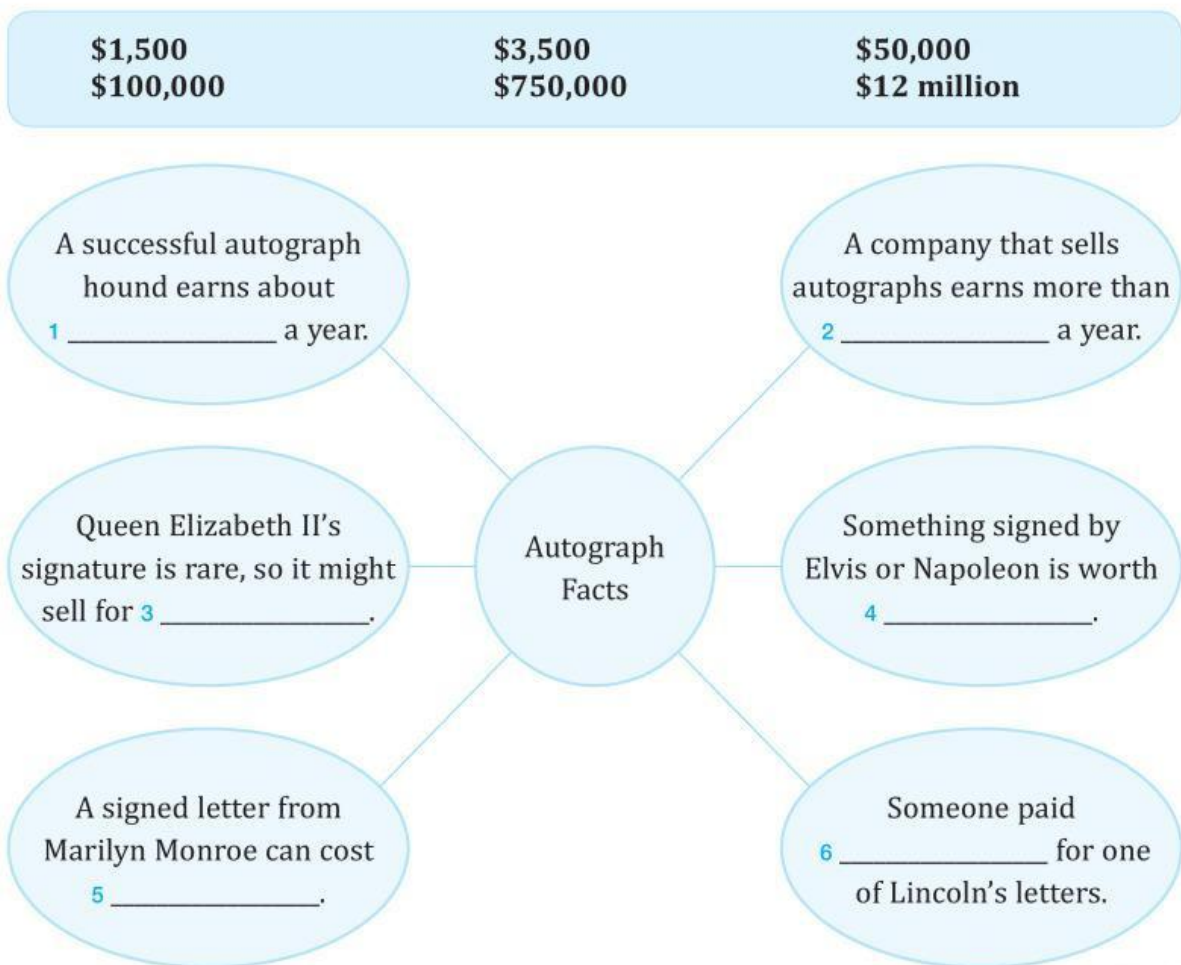 $1,500 $3,500 $50,000
$100,000 $750,000 $12 million
A successful autograph
hound earns about
1 ________________ a year.
A company that sells
autographs earns more than
2 ________________ a year.
Queen Elizabeth II's
signature is rare, so it might
sell for 3 ________________.
Autograph
Facts
Something signed by
Elvis or Napoleon is worth
4 ________________.
A signed letter from
Marilyn Monroe can cost
5 ________________.
Someone paid
6 ________________ for one
of Lincoln's letters.